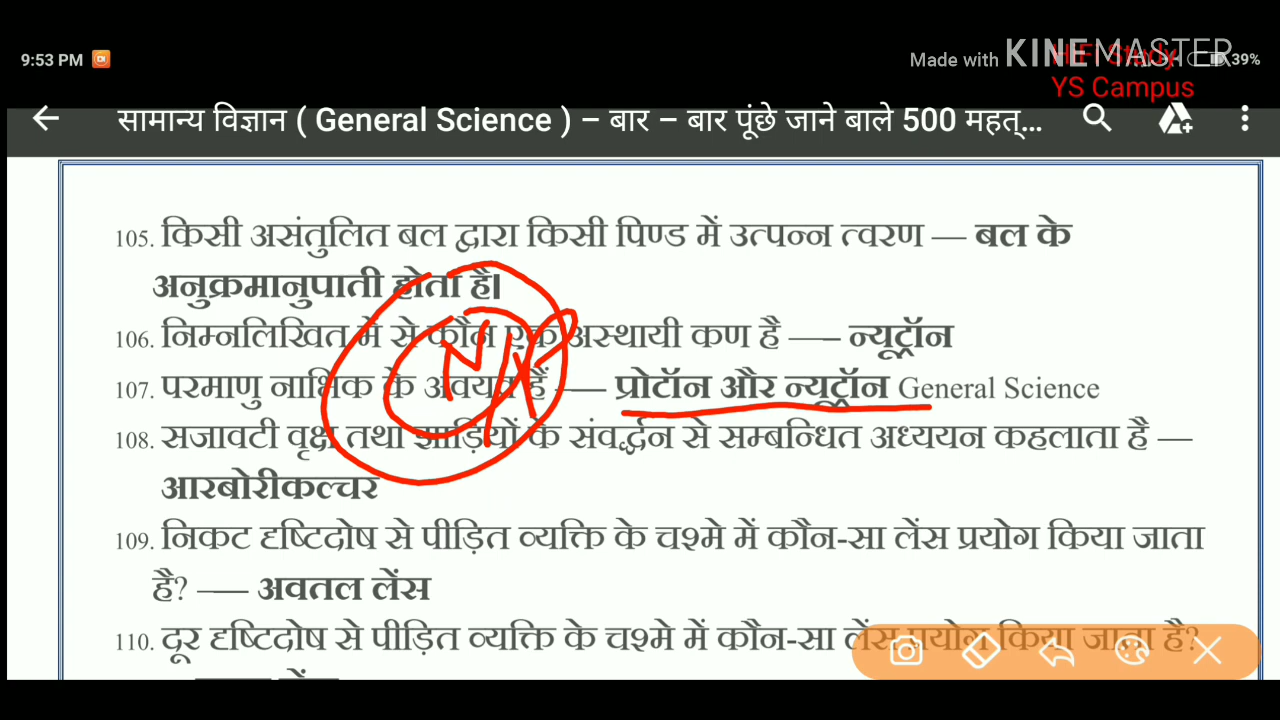 9:53 PM
Made with KINEMASTER
39%
YS Campus
सामान्य विज्ञान ( General Science ) – बार – बार पूंछे जाने बाले 500 महत्...
105. किसी असंतुलित बल द्वारा किसी पिण्ड में उत्पन्न त्वरण — बल के
अनुक्रमानुपाती होता है।
106. निम्नलिखित में से कौन एक अस्थायी कण है —– न्यूट्रॉन
107. परमाणु नाभिक के अवयव हैं —– प्रोटॉन और न्यूट्रॉन General Science
108. सजावटी वृक्ष तथा झाड़ियों के संवर्द्धन से सम्बन्धित अध्ययन कहलाता है —
आरबोरीकल्चर
109. निकट दृष्टिदोष से पीड़ित व्यक्ति के चश्मे में कौन-सा लेंस प्रयोग किया जाता
है? —– अवतल लेंस
110. दूर दृष्टिदोष से पीड़ित व्यक्ति के चश्मे में कौन-सा लेंस प्रयोग किया जाता है?